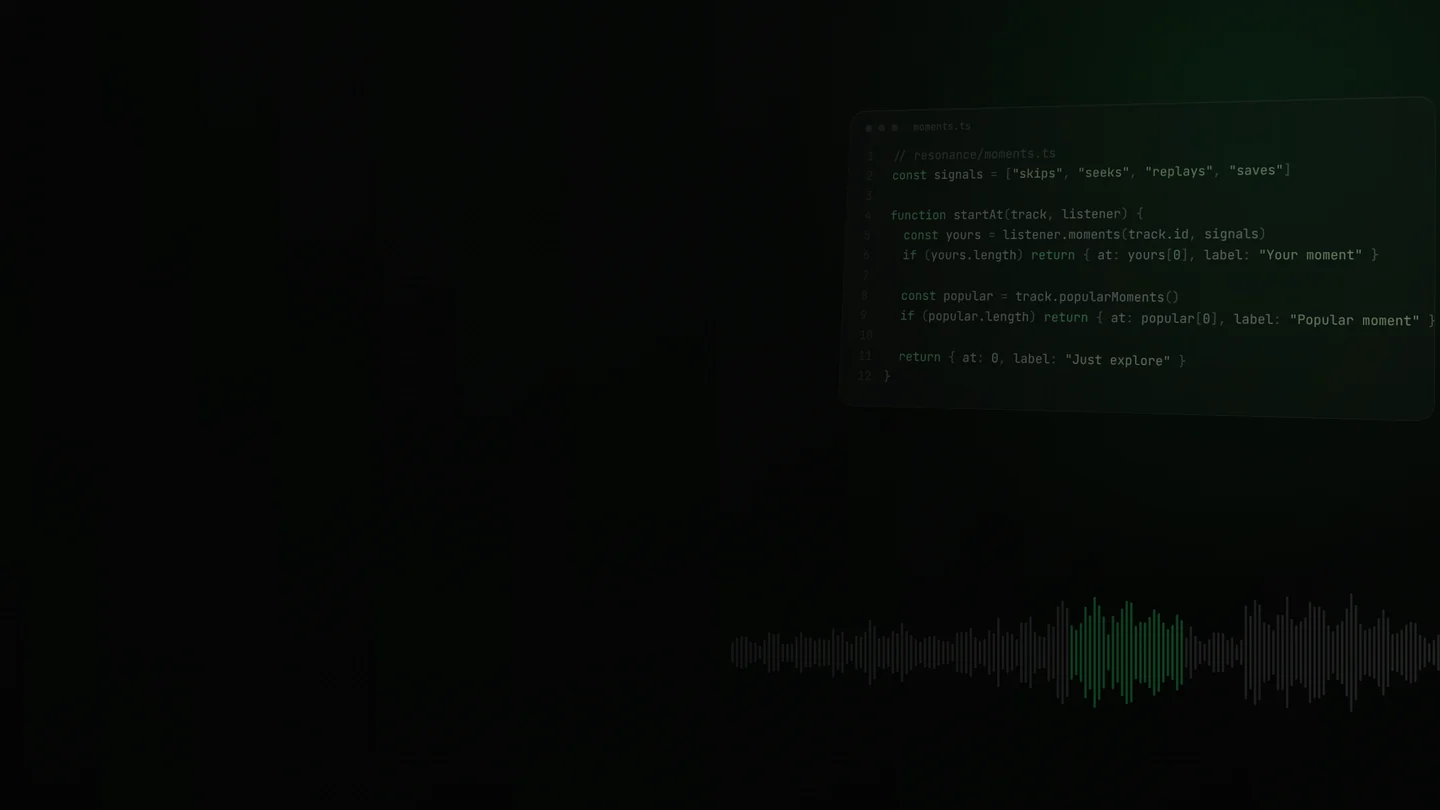 moments.ts
1 // resonance/moments.ts
2 const signals = ["skips", "seeks", "replays", "saves"]
3
4 function startAt(track, listener) {
5 const yours = listener.moments(track.id, signals)
6 if (yours.length) return { at: yours[0], label: "Your moment" }
7
8 const popular = track.popularMoments()
9 if (popular.length) return { at: popular[0], label: "Popular moment" }
10
11 return { at: 0, label: "Just explore" }
12 }